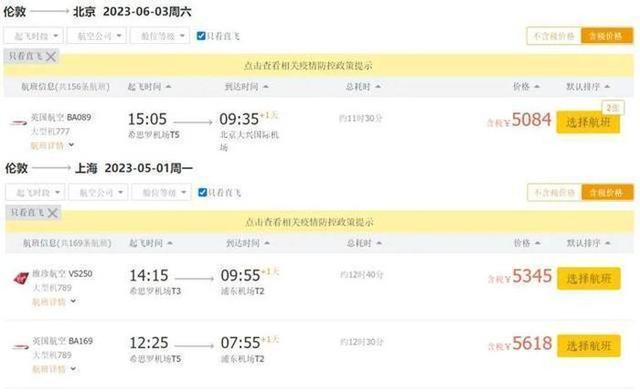 伦敦 北京 2023-06-03周六
起飞时段 航空公司 舱位等级 只看直飞 不含税价格 含税价格
只看直飞
点击查看相关疫情防控政策提示
航班信息(共156条航班) 起飞时间 到达时间 总耗时 价格 默认排序
2张
英国航空 BA089 15:05 09:35+1天 约11时30分 含税¥5084 选择航班
大型机777 希思罗机场T5 北京大兴国际机
航班详情 场
伦敦 上海 2023-05-01周一
起飞时段 航空公司 舱位等级 只看直飞 不含税价格 含税价格
只看直飞
点击查看相关疫情防控政策提示
航班信息(共169条航班) 起飞时间 到达时间 总耗时 价格 默认排序
维珍航空 VS250 14:15 09:55+1天 约12时40分 含税¥5345 选择航班
大型机789 希思罗机场T3 浦东机场T2
航班详情
英国航空 BA169 12:25 07:55+1天 约12时30分 含税¥5618 选择航班
大型机789 希思罗机场T5 浦东机场T2
航班详情